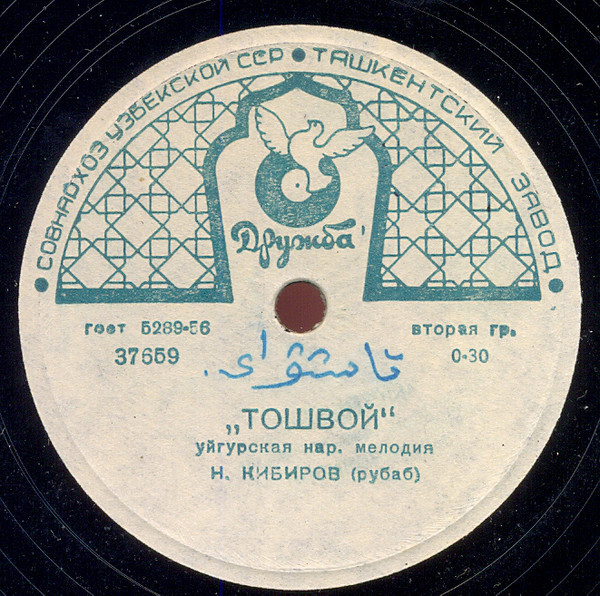 • СОВНАРХОЗ УЗБЕКСКОЙ ССР • ТАШКЕНТСКИЙ ЗАВОД •
Дружба
гост 5289-56 вторая гр.
37659 0-30
„ТОШВОЙ“
уйгурская нар. мелодия
Н. КИБИРОВ (рубаб)